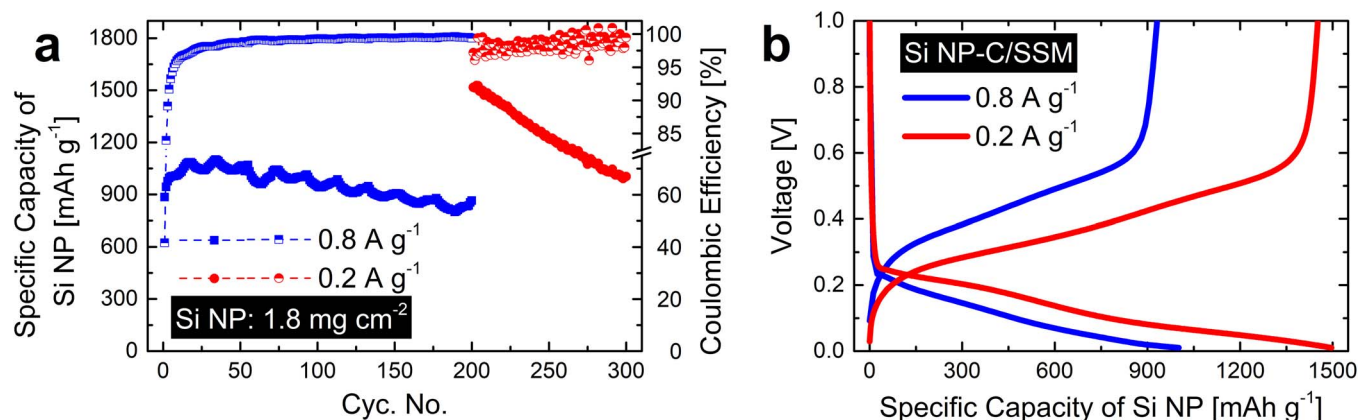 a
Specific Capacity of
Si NP [mAh g-1]
1800
1500
1200
900
600
300
0
0.8 A g-1
0.2 A g-1
Si NP: 1.8 mg cm-2
0 50 100 150 200 250 300
Cyc. No.
100
95
90
85
60
40
20
0
Coulombic Efficiency [%]
b
Voltage [V]
1.0
0.8
0.6
0.4
0.2
0.0
Si NP-C/SSM
0.8 A g-1
0.2 A g-1
0 300 600 900 1200 1500
Specific Capacity of Si NP [mAh g-1]